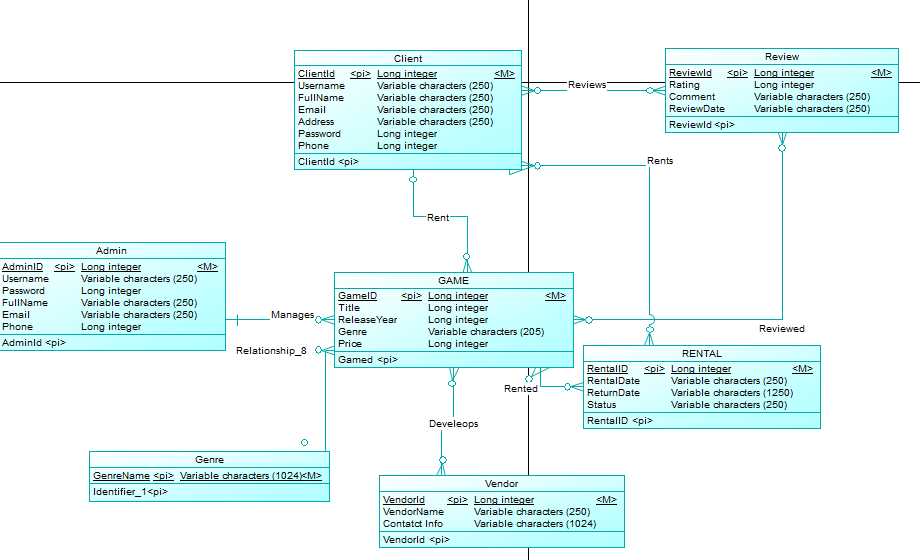 Client
ClientId <pi> Long integer <M>
Username Variable characters (250)
FullName Variable characters (250)
Email Variable characters (250)
Address Variable characters (250)
Password Long integer
Phone Long integer
ClientId <pi>
Reviews
Review
ReviewId <pi> Long integer <M>
Rating Long integer
Comment Variable characters (250)
ReviewDate Variable characters (250)
ReviewId <pi>
Rents
Rent
Admin
AdminID <pi> Long integer <M>
Username Variable characters (250)
Password Long integer
FullName Variable characters (250)
Email Variable characters (250)
Phone Long integer
AdminId <pi>
Manages
Relationship_8
GAME
GameID <pi> Long integer <M>
Title Long integer
ReleaseYear Long integer
Genre Variable characters (205)
Price Long integer
Gamed <pi>
Reviewed
RENTAL
RentalID <pi> Long integer <M>
RentalDate Variable characters (250)
ReturnDate Variable characters (1250)
Status Variable characters (250)
RentalID <pi>
Rented
Develeops
Genre
GenreName <pi> Variable characters (1024)<M>
Identifier_1<pi>
Vendor
VendorId <pi> Long integer <M>
VendorName Variable characters (250)
Contatct Info Variable characters (1024)
VendorId <pi>